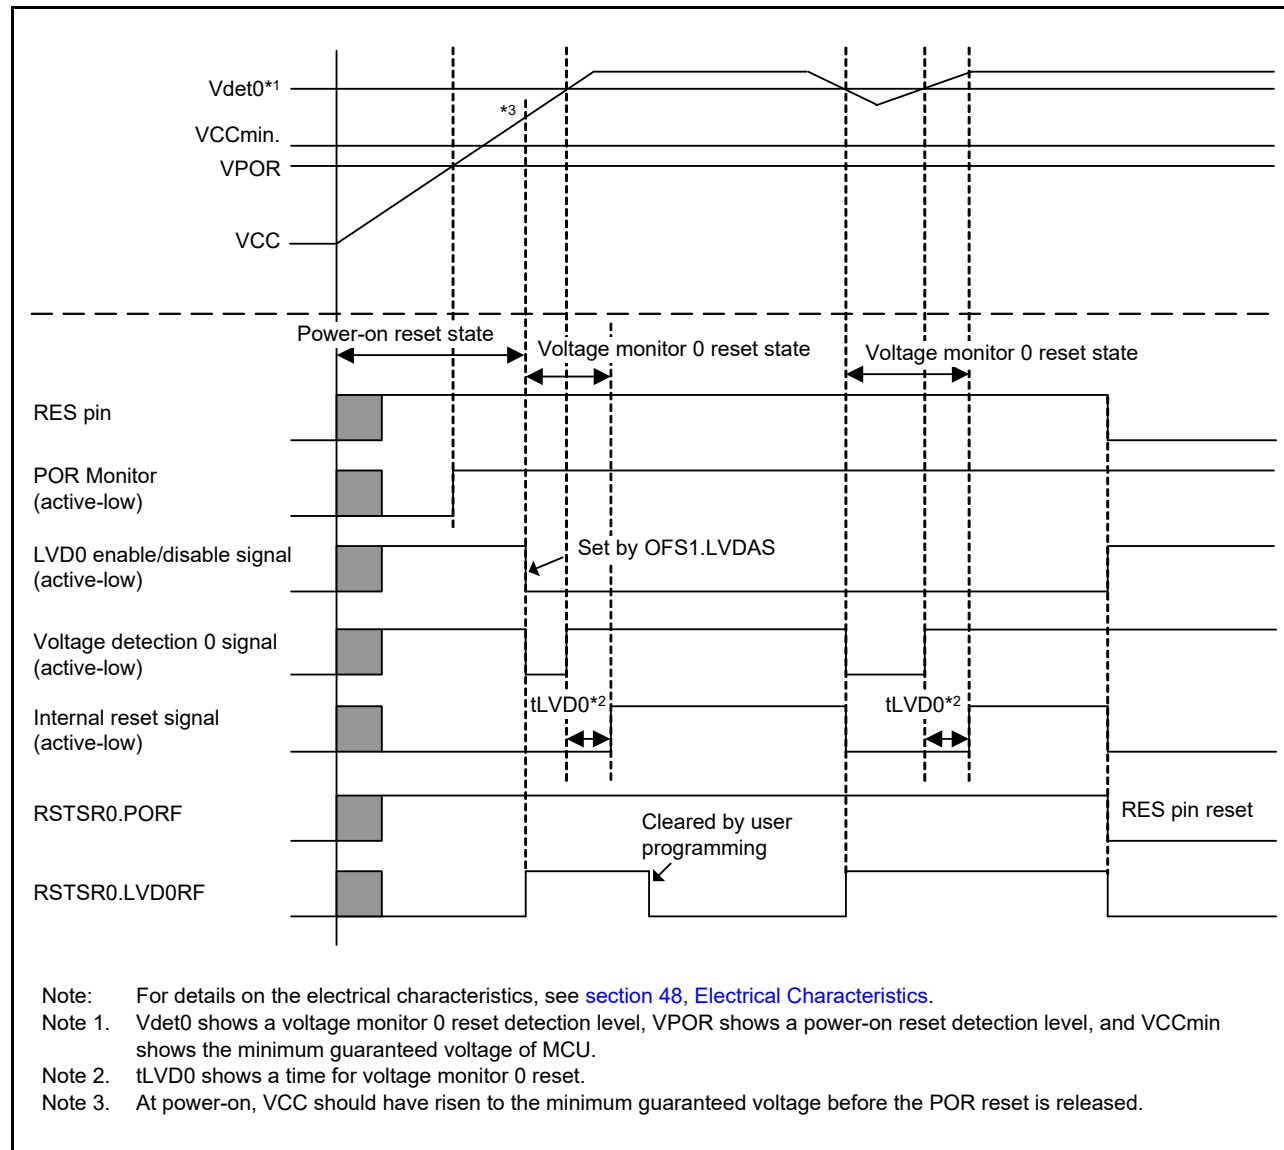 Vdet0*1
*3
VCCmin.
VPOR
VCC
Power-on reset state
Voltage monitor 0 reset state
Voltage monitor 0 reset state
RES pin
POR Monitor
(active-low)
LVD0 enable/disable signal
(active-low)
Set by OFS1.LVDAS
Voltage detection 0 signal
(active-low)
tLVD0*2
tLVD0*2
Internal reset signal
(active-low)
RSTSR0.PORF
RES pin reset
Cleared by user
programming
RSTSR0.LVD0RF
Note: For details on the electrical characteristics, see section 48, Electrical Characteristics.
Note 1. Vdet0 shows a voltage monitor 0 reset detection level, VPOR shows a power-on reset detection level, and VCCmin
shows the minimum guaranteed voltage of MCU.
Note 2. tLVD0 shows a time for voltage monitor 0 reset.
Note 3. At power-on, VCC should have risen to the minimum guaranteed voltage before the POR reset is released.